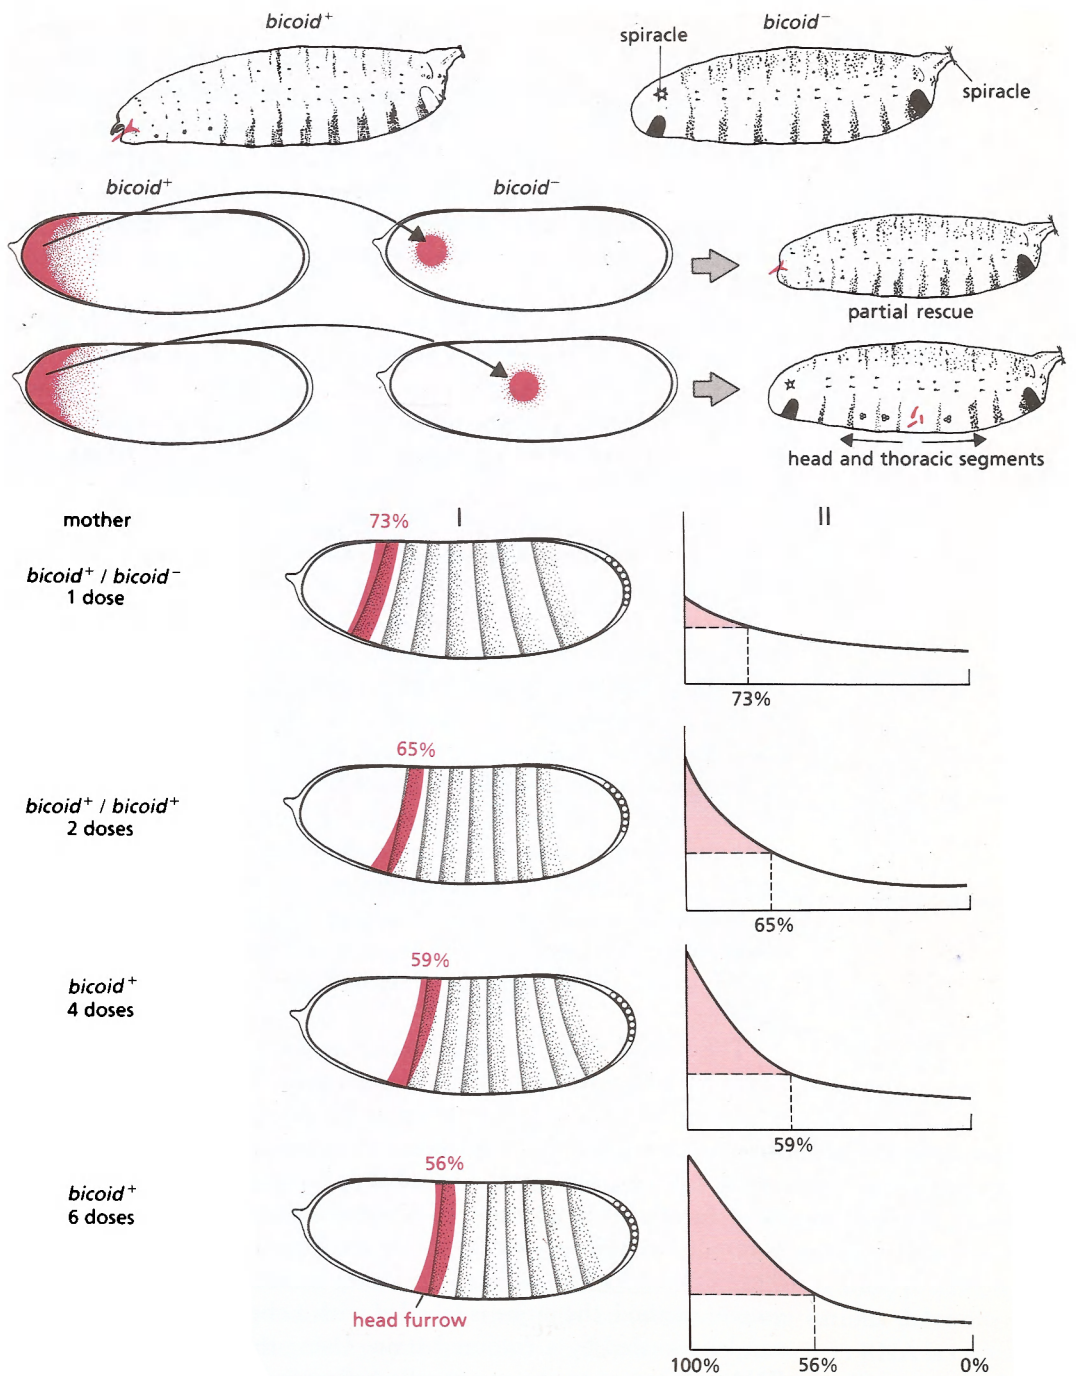 bicoid⁺
bicoid⁻
spiracle
spiracle
bicoid⁺
bicoid⁻
partial rescue
head and thoracic segments
mother
I
II
73%
bicoid⁺ / bicoid⁻
1 dose
73%
65%
bicoid⁺ / bicoid⁺
2 doses
65%
59%
bicoid⁺
4 doses
59%
56%
bicoid⁺
6 doses
head furrow
100%
56%
0%